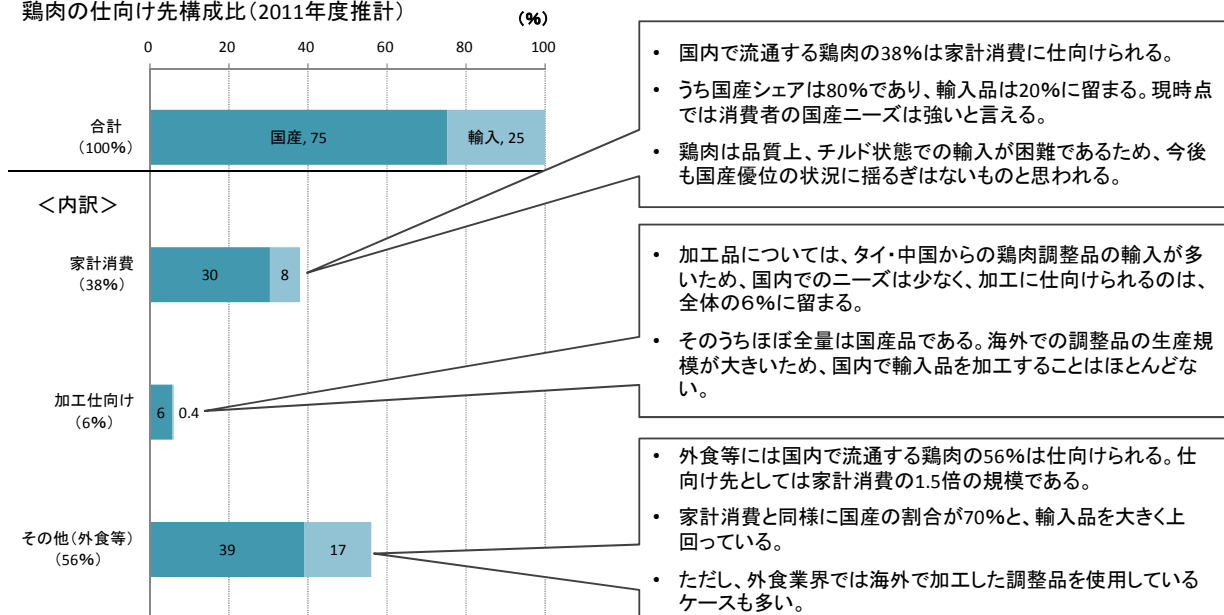 鶏肉の仕向け先構成比（2011年度推計）
(%)
0 20 40 60 80 100
合計
（100%）
国産, 75
輸入, 25
＜内訳＞
家計消費
（38%）
30
8
加工仕向け
（6%）
6
0.4
その他（外食等）
（56%）
39
17
• 国内で流通する鶏肉の38%は家計消費に仕向けられる。
• うち国産シェアは80%であり、輸入品は20%に留まる。現時点
では消費者の国産ニーズは強いと言える。
• 鶏肉は品質上、チルド状態での輸入が困難であるため、今後
も国産優位の状況に揺るぎはないものと思われる。
• 加工品については、タイ・中国からの鶏肉調整品の輸入が多
いため、国内でのニーズは少なく、加工に仕向けられるのは、
全体の６%に留まる。
• そのうちほぼ全量は国産品である。海外での調整品の生産規
模が大きいため、国内で輸入品を加工することはほとんどな
い。
• 外食等には国内で流通する鶏肉の56%は仕向けられる。仕
向け先としては家計消費の1.5倍の規模である。
• 家計消費と同様に国産の割合が70%と、輸入品を大きく上
回っている。
• ただし、外食業界では海外で加工した調整品を使用している
ケースも多い。